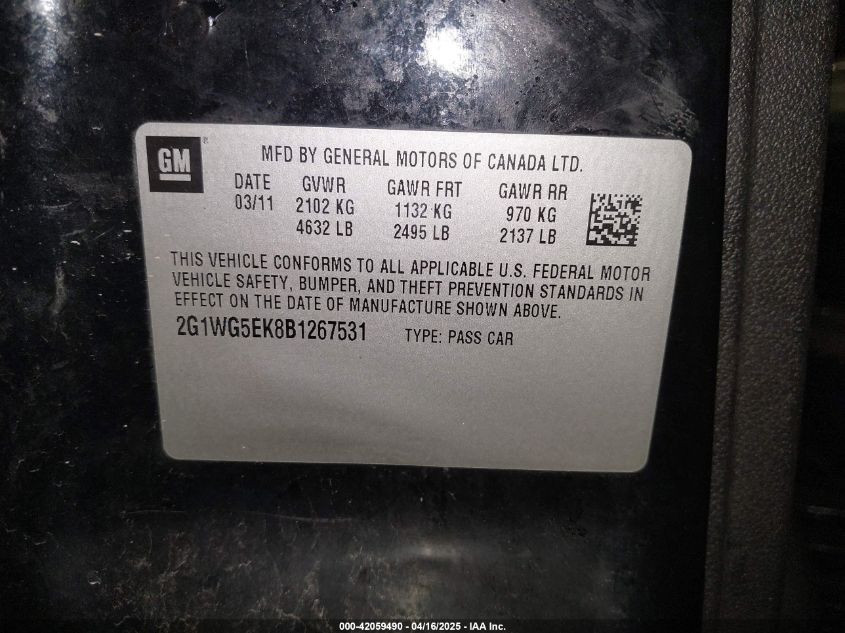 GM
MFD BY GENERAL MOTORS OF CANADA LTD.
DATE GVWR GAWR FRT GAWR RR
03/11 2102 KG 1132 KG 970 KG
4632 LB 2495 LB 2137 LB
THIS VEHICLE CONFORMS TO ALL APPLICABLE U.S. FEDERAL MOTOR
VEHICLE SAFETY, BUMPER, AND THEFT PREVENTION STANDARDS IN
EFFECT ON THE DATE OF MANUFACTURE SHOWN ABOVE.
2G1WG5EK8B1267531 TYPE: PASS CAR
000-42059490 - 04/16/2025 - IAA Inc.